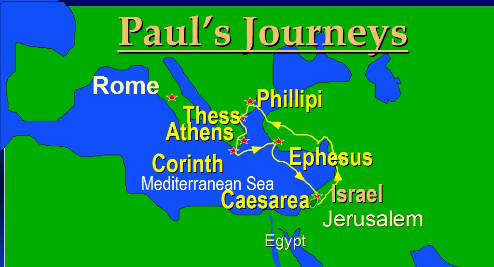 Paul's Journeys
Rome
Phillipi
Thess
Athens
Corinth
Ephesus
Mediterranean Sea
Caesarea
Israel
Jerusalem
Egypt